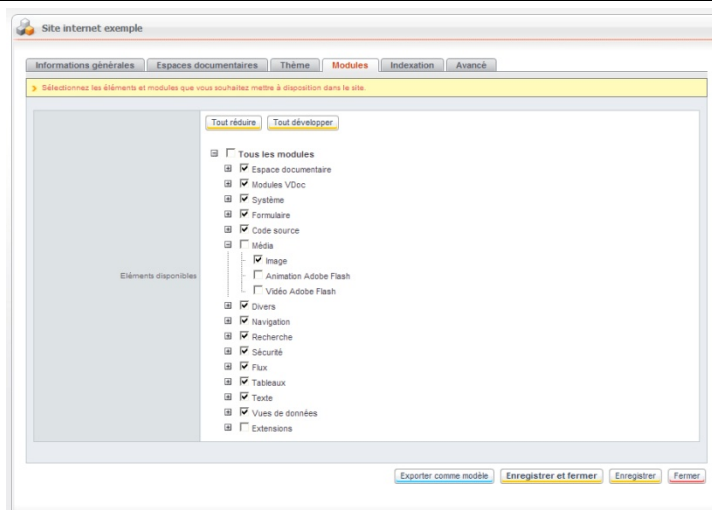 Site internet exemple
Informations générales Espaces documentaires Thème Modules Indexation Avancé
Sélectionnez les éléments et modules que vous souhaitez mettre à disposition dans le site.
Tout réduire Tout développer
Tous les modules
Espace documentaire
Modules VDoc
Système
Formulaire
Code source
Média
Image
Eléments disponibles
Animation Adobe Flash
Vidéo Adobe Flash
Divers
Navigation
Recherche
Sécurité
Flux
Tableaux
Texte
Vues de données
Extensions
Exporter comme modèle Enregistrer et fermer Enregistrer Fermer